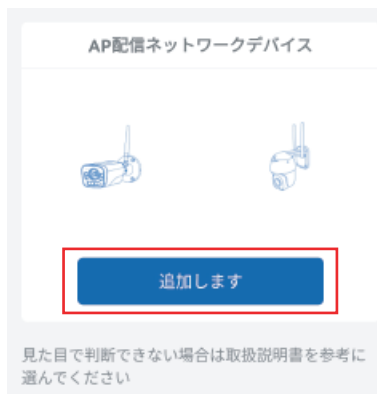 AP配信ネットワークデバイス
追加します
見た目で判断できない場合は取扱説明書を参考に
選んでください